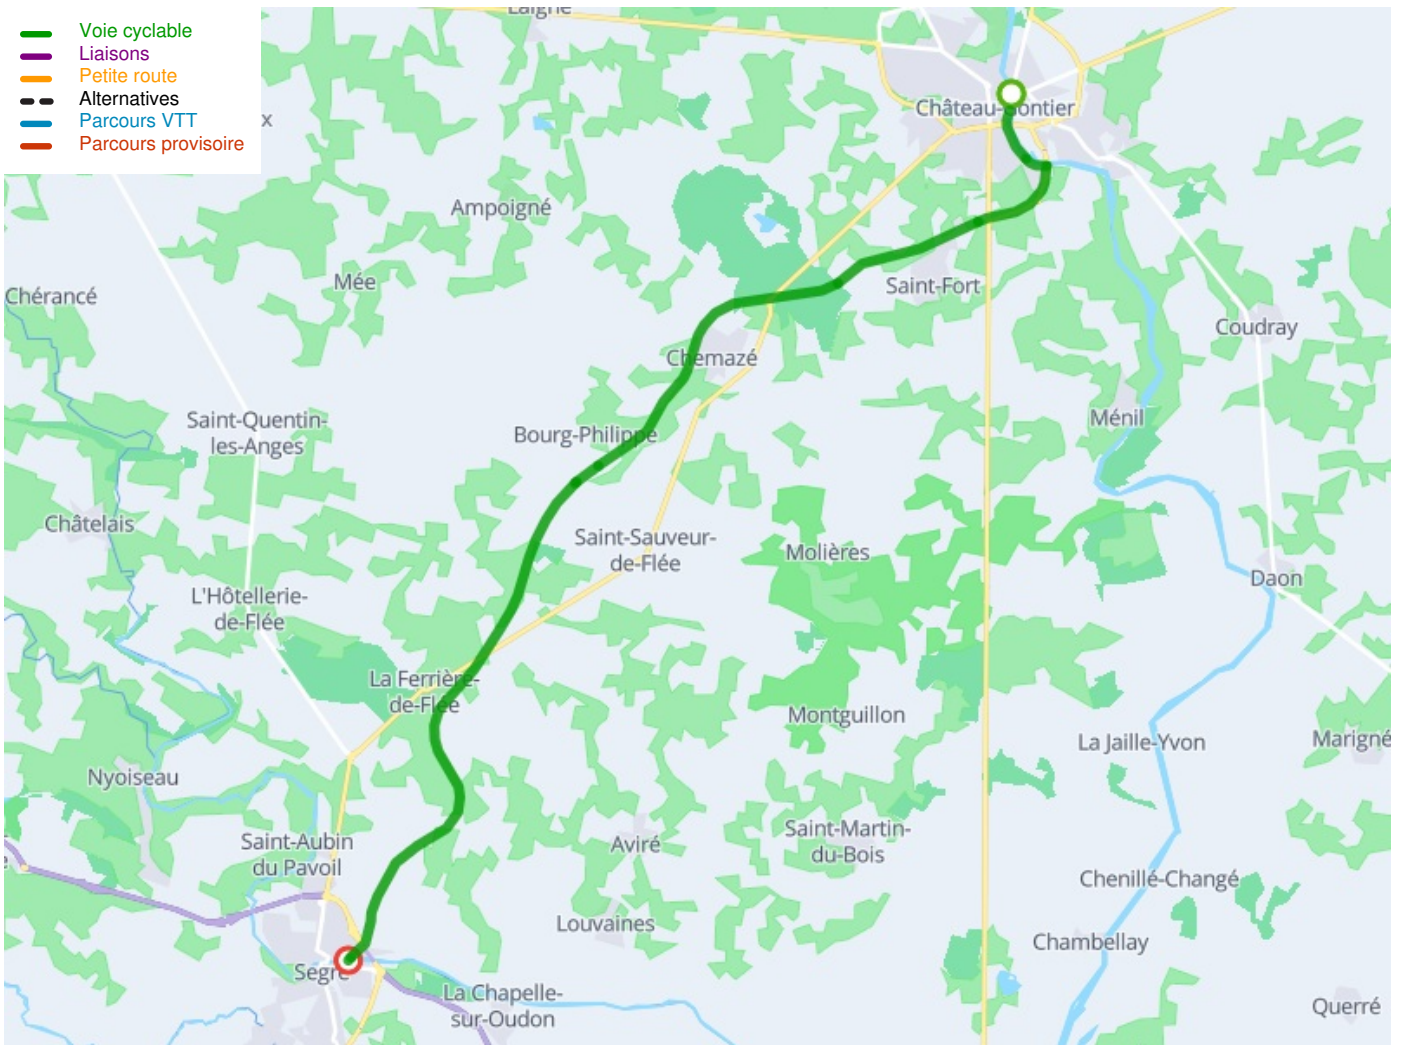 Voie cyclable
Liaisons
Petite route
Alternatives
Parcours VTT
Parcours provisoire
Laigné
x
Château-Gontier
Ampoigné
Mée
Chérancé
Saint-Fort
Coudray
Chemazé
Saint-Quentin-
les-Anges
Bourg-Philippe
Ménil
Châtelais
Saint-Sauveur-
de-Flée
Molières
Daon
L'Hôtellerie-
de-Flée
La Ferrière-
de-Flée
Montguillon
La Jaille-Yvon
Marigné
Nyoiseau
Saint-Aubin
du Pavoil
Aviré
Saint-Martin-
du-Bois
e
Chenillé-Changé
Louvaines
Chambellay
Segré
La Chapelle-
sur-Oudon
Querré